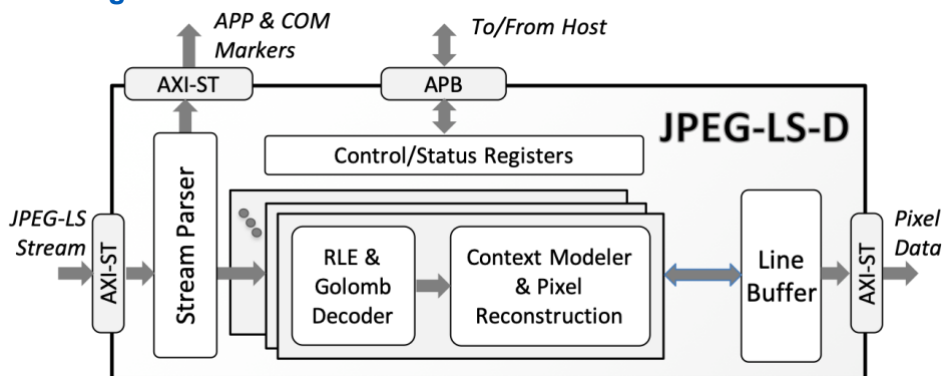 APP & COM
Markers
To/From Host
AXI-ST
APB
JPEG-LS-D
Control/Status Registers
JPEG-LS
Stream
AXI-ST
Stream Parser
RLE &
Golomb
Decoder
Context Modeler
& Pixel
Reconstruction
Line
Buffer
AXI-ST
Pixel
Data